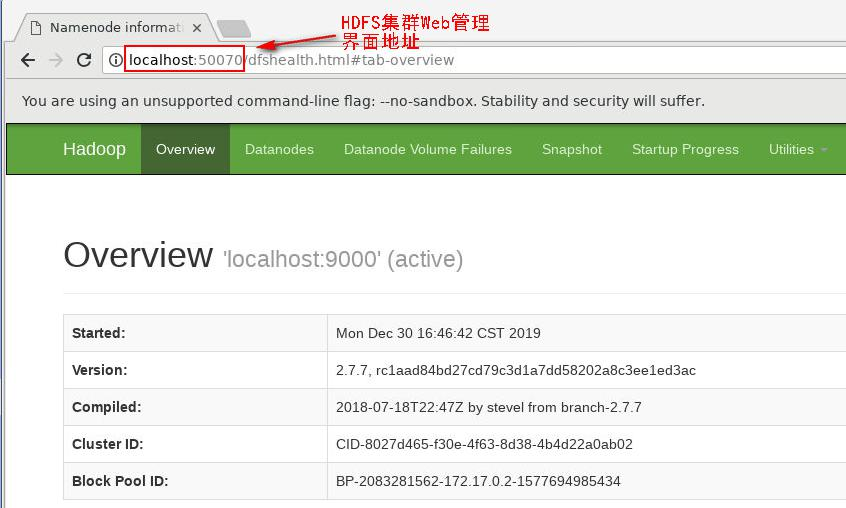 Namenode informati
HDFS集群Web管理
界面地址
localhost:50070/dfshealth.html#tab-overview
You are using an unsupported command-line flag: --no-sandbox. Stability and security will suffer.
Hadoop Overview Datanodes Datanode Volume Failures Snapshot Startup Progress Utilities
Overview 'localhost:9000' (active)
Started: Mon Dec 30 16:46:42 CST 2019
Version: 2.7.7, rc1aad84bd27cd79c3d1a7dd58202a8c3ee1ed3ac
Compiled: 2018-07-18T22:47Z by stevel from branch-2.7.7
Cluster ID: CID-8027d465-f30e-4f63-8d38-4b4d22a0ab02
Block Pool ID: BP-2083281562-172.17.0.2-1577694985434